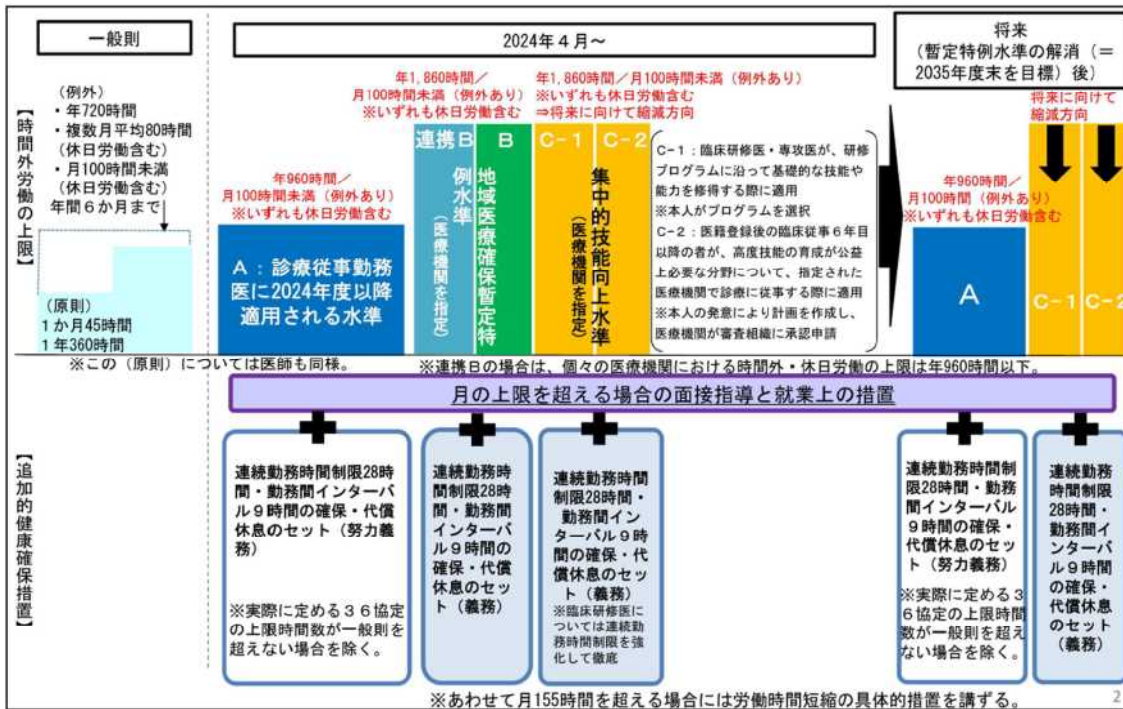 一般則
2024年４月～
将来
（暫定特例水準の解消（＝
2035年度末を目標）後）
【時間外労働の上限】
（例外）
・年720時間
・複数月平均80時間
（休日労働含む）
・月100時間未満
（休日労働含む）
年間６か月まで
（原則）
１か月45時間
１年360時間
※この（原則）については医師も同様。
年960時間／
月100時間未満（例外あり）
※いずれも休日労働含む
Ａ：診療従事勤務
医に2024年度以降
適用される水準
年1,860時間／
月100時間未満（例外あり）
※いずれも休日労働含む
連携Ｂ
Ｂ
地域医療確保暫定特
例水準
（医療機関を指定）
年1,860時間／月100時間未満（例外あり）
※いずれも休日労働含む
⇒将来に向けて縮減方向
Ｃ-１
Ｃ-２
集中的技能向上水準
（医療機関を指定）
Ｃ-１：臨床研修医・専攻医が、研修
プログラムに沿って基礎的な技能や
能力を修得する際に適用
※本人がプログラムを選択
Ｃ-２：医籍登録後の臨床従事６年目
以降の者が、高度技能の育成が公益
上必要な分野について、指定された
医療機関で診療に従事する際に適用
※本人の発意により計画を作成し、
医療機関が審査組織に承認申請
年960時間／
月100時間（例外あり）
※いずれも休日労働含む
Ａ
将来に向けて
縮減方向
Ｃ-１
Ｃ-２
※連携Ｂの場合は、個々の医療機関における時間外・休日労働の上限は年960時間以下。
月の上限を超える場合の面接指導と就業上の措置
【追加的健康確保措置】
連続勤務時間制限28時
間・勤務間インターバ
ル９時間の確保・代償
休息のセット（努力義
務）
※実際に定める３６協定
の上限時間数が一般則を
超えない場合を除く。
連続勤務時
間制限28時
間・勤務間
インターバ
ル９時間の
確保・代償
休息のセッ
ト（義務）
連続勤務時間
制限28時間・
勤務間インタ
ーバル９時間
の確保・代償
休息のセット
（義務）
※臨床研修医に
ついては連続勤
務時間制限を強
化して徹底
連続勤務時間制
限28時間・勤務
間インターバル
９時間の確保・
代償休息のセッ
ト（努力義務）
※実際に定める３
６協定の上限時間
数が一般則を超え
ない場合を除く。
連続勤務
時間制限
28時間・
勤務間イ
ンターバ
ル９時間
の確保・
代償休息
のセット
（義務）
※あわせて月155時間を超える場合には労働時間短縮の具体的措置を講ずる。
2